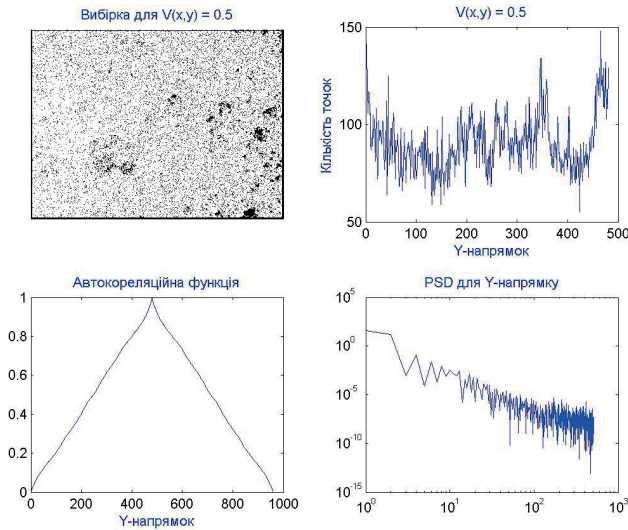 Вибірка для V(x,y) = 0.5
V(x,y) = 0.5
Кількість точок
150
100
50
0 100 200 300 400 500
Y-напрямок
Автокореляційна функція
1
0.8
0.6
0.4
0.2
0
0 200 400 600 800 1000
Y-напрямок
PSD для Y-напрямку
10^5
10^0
10^-5
10^-10
10^-15
10^0 10^1 10^2 10^3